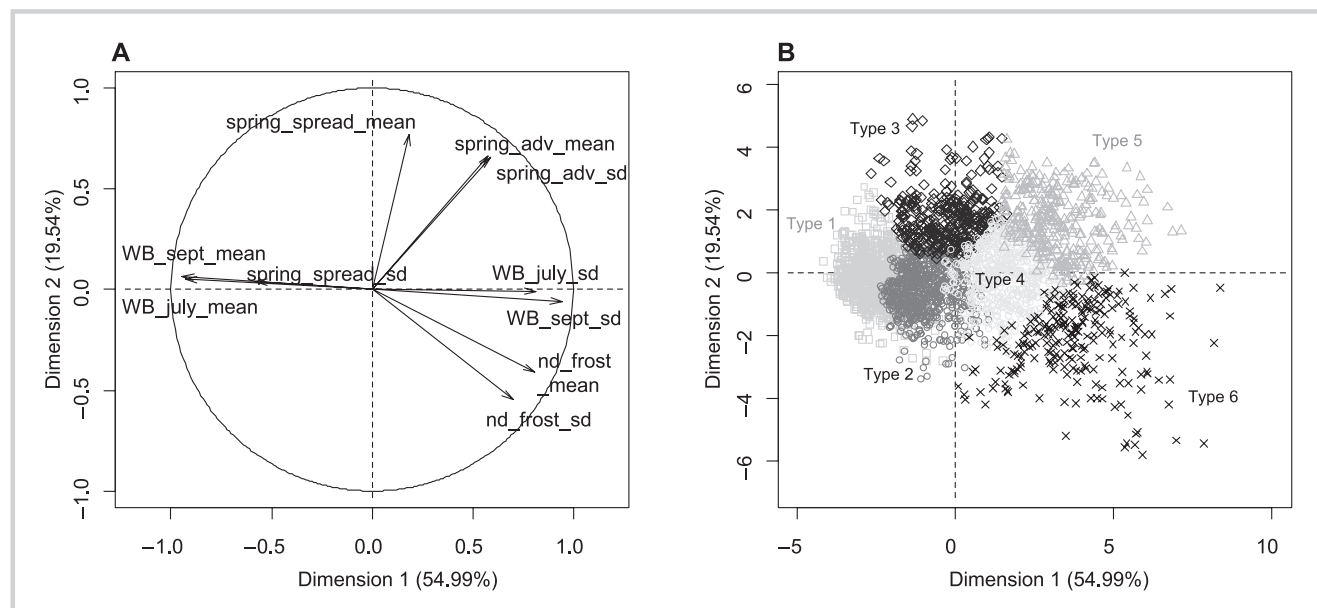 A
Dimension 2 (19.54%)
1.0
0.5
0.0
−0.5
−1.0
spring_spread_mean
spring_adv_mean
spring_adv_sd
WB_sept_mean
spring_spread_sd
WB_july_sd
WB_july_mean
WB_sept_sd
nd_frost
_mean
nd_frost_sd
−1.0
−0.5
0.0
0.5
1.0
Dimension 1 (54.99%)
B
Dimension 2 (19.54%)
6
4
2
0
−2
−4
−6
Type 3
Type 5
Type 1
Type 4
Type 2
Type 6
−5
0
5
10
Dimension 1 (54.99%)